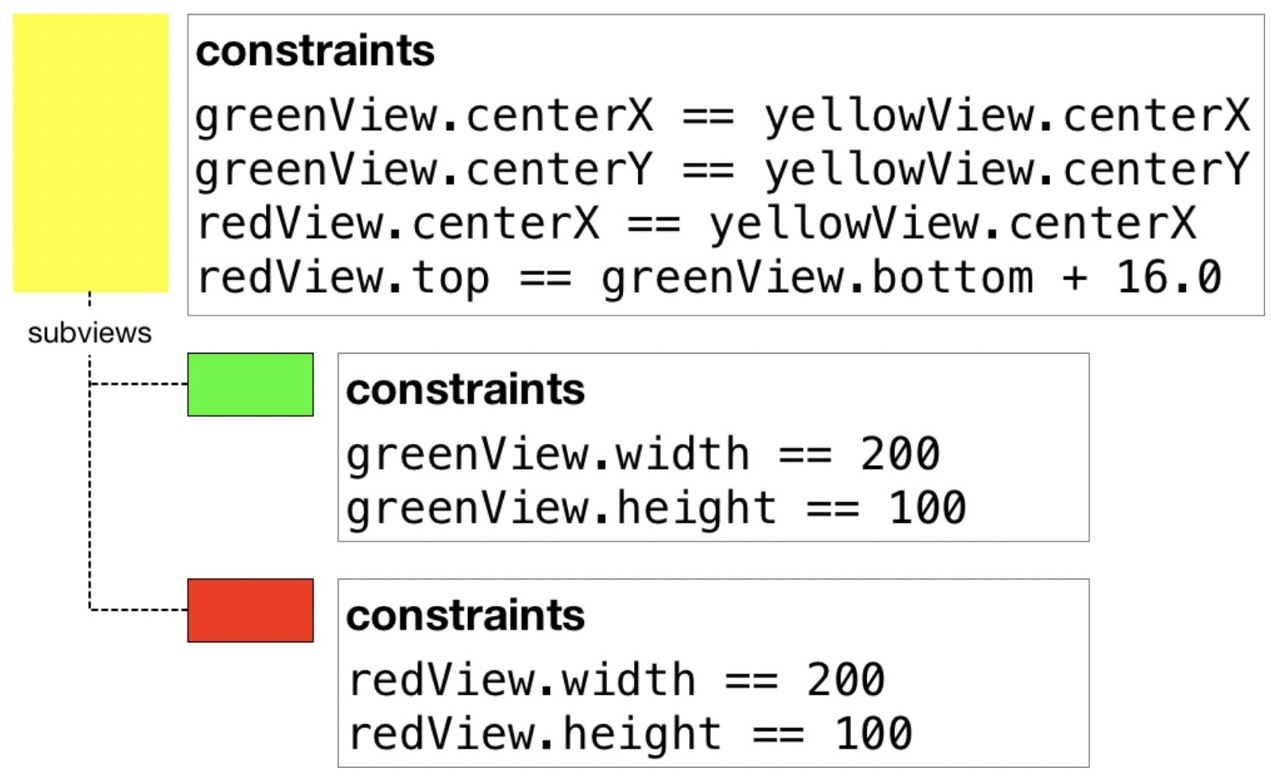 constraints
greenView.centerX == yellowView.centerX
greenView.centerY == yellowView.centerY
redView.centerX == yellowView.centerX
redView.top == greenView.bottom + 16.0
subviews
constraints
greenView.width == 200
greenView.height == 100
constraints
redView.width == 200
redView.height == 100